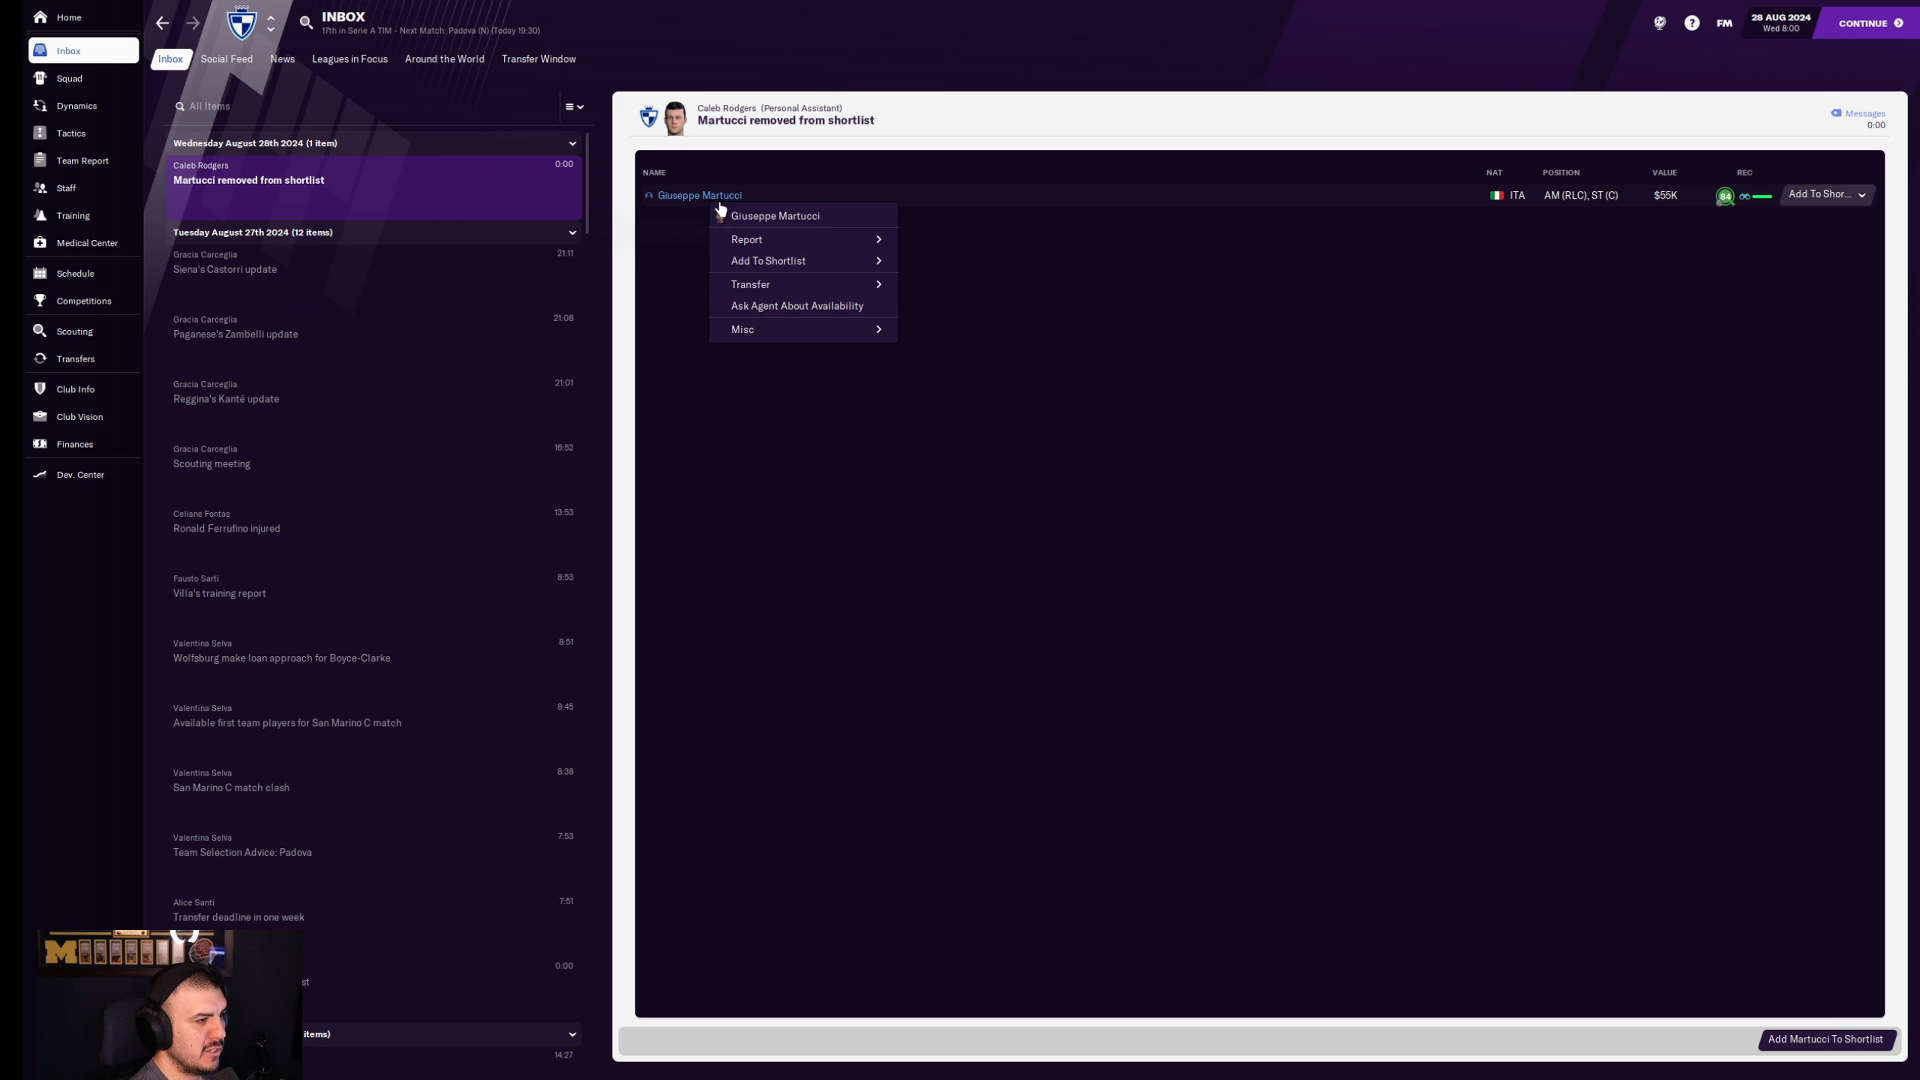 Home
Inbox
Squad
Dynamics
Tactics
Team Report
Staff
Training
Medical Center
Schedule
Competitions
Scouting
Transfers
Club Info
Club Vision
Finances
Dev. Center
INBOX
17th in Serie A TIM - Next Match: Padova (N) (Today 19:30)
FM
28 AUG 2024
Wed 8:00
CONTINUE
Inbox
Social Feed
News
Leagues in Focus
Around the World
Transfer Window
All Items
Wednesday August 28th 2024 (1 item)
Caleb Rodgers 0:00
Martucci removed from shortlist
Tuesday August 27th 2024 (12 items)
Gracia Carceglia 21:11
Siena's Castorri update
Gracia Carceglia 21:08
Paganese's Zambelli update
Gracia Carceglia 21:01
Reggina's Kanté update
Gracia Carceglia 16:52
Scouting meeting
Celiane Fontas 13:53
Ronald Ferrufino injured
Fausto Sarti 8:53
Villa's training report
Valentina Selva 8:51
Wolfsburg make loan approach for Boyce-Clarke
Valentina Selva 8:45
Available first team players for San Marino C match
Valentina Selva 8:38
San Marino C match clash
Valentina Selva 7:53
Team Selection Advice: Padova
Alice Santi 7:51
Transfer deadline in one week
0:00
st
items)
14:27
M
Caleb Rodgers (Personal Assistant)
Martucci removed from shortlist
Messages
0:00
NAME NAT POSITION VALUE REC
Giuseppe Martucci ITA AM (RLC), ST (C) $55K 84 Add To Shor...
Giuseppe Martucci
Report
Add To Shortlist
Transfer
Ask Agent About Availability
Misc
Add Martucci To Shortlist